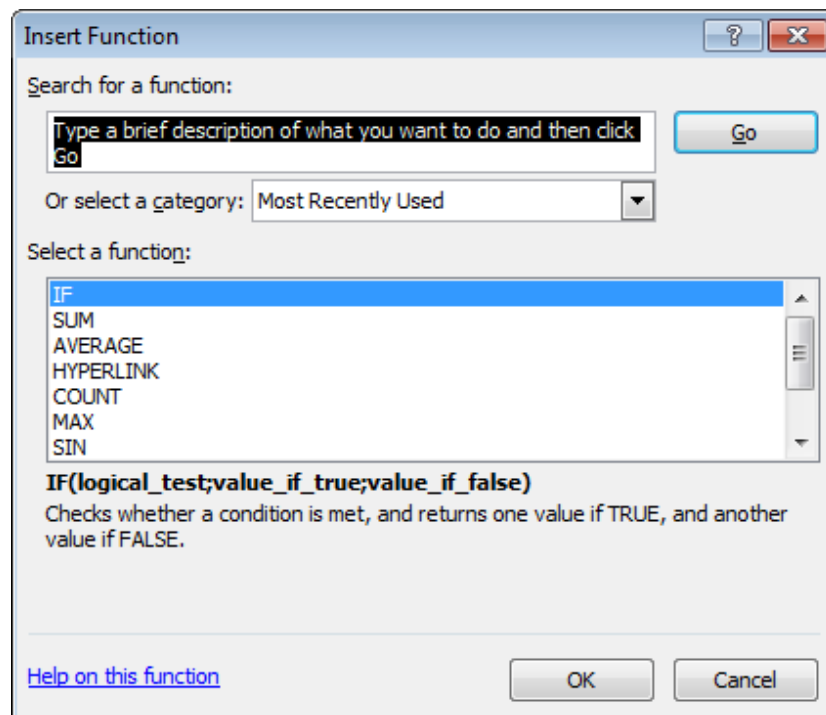 Insert Function
Search for a function:
Type a brief description of what you want to do and then click
Go
Go
Or select a category: Most Recently Used
Select a function:
IF
SUM
AVERAGE
HYPERLINK
COUNT
MAX
SIN
IF(logical_test;value_if_true;value_if_false)
Checks whether a condition is met, and returns one value if TRUE, and another
value if FALSE.
Help on this function
OK
Cancel